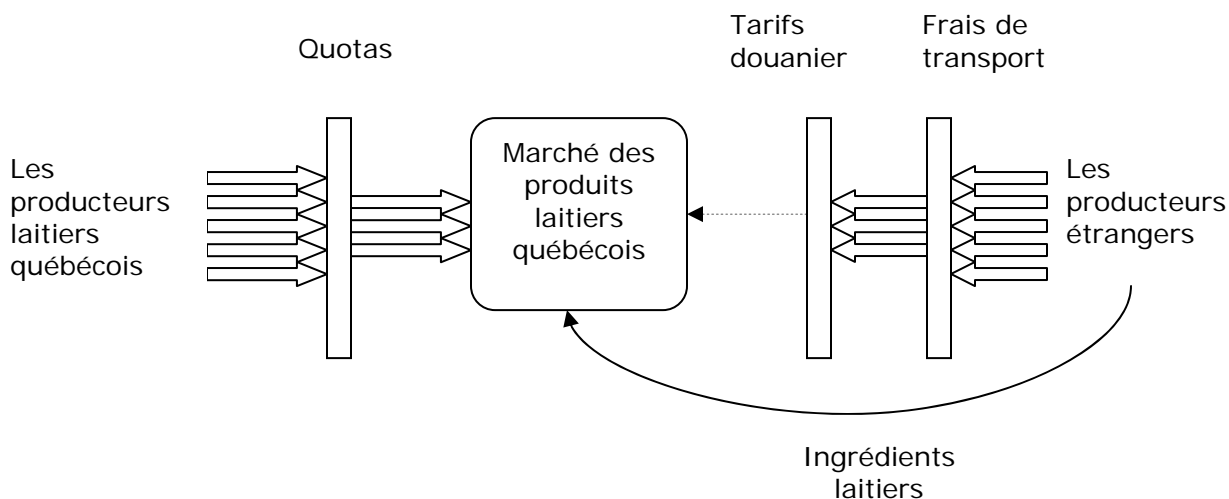 Quotas
Tarifs
douanier
Frais de
transport
Les
producteurs
laitiers
québécois
Marché des
produits
laitiers
québécois
Les
producteurs
étrangers
Ingrédients
laitiers